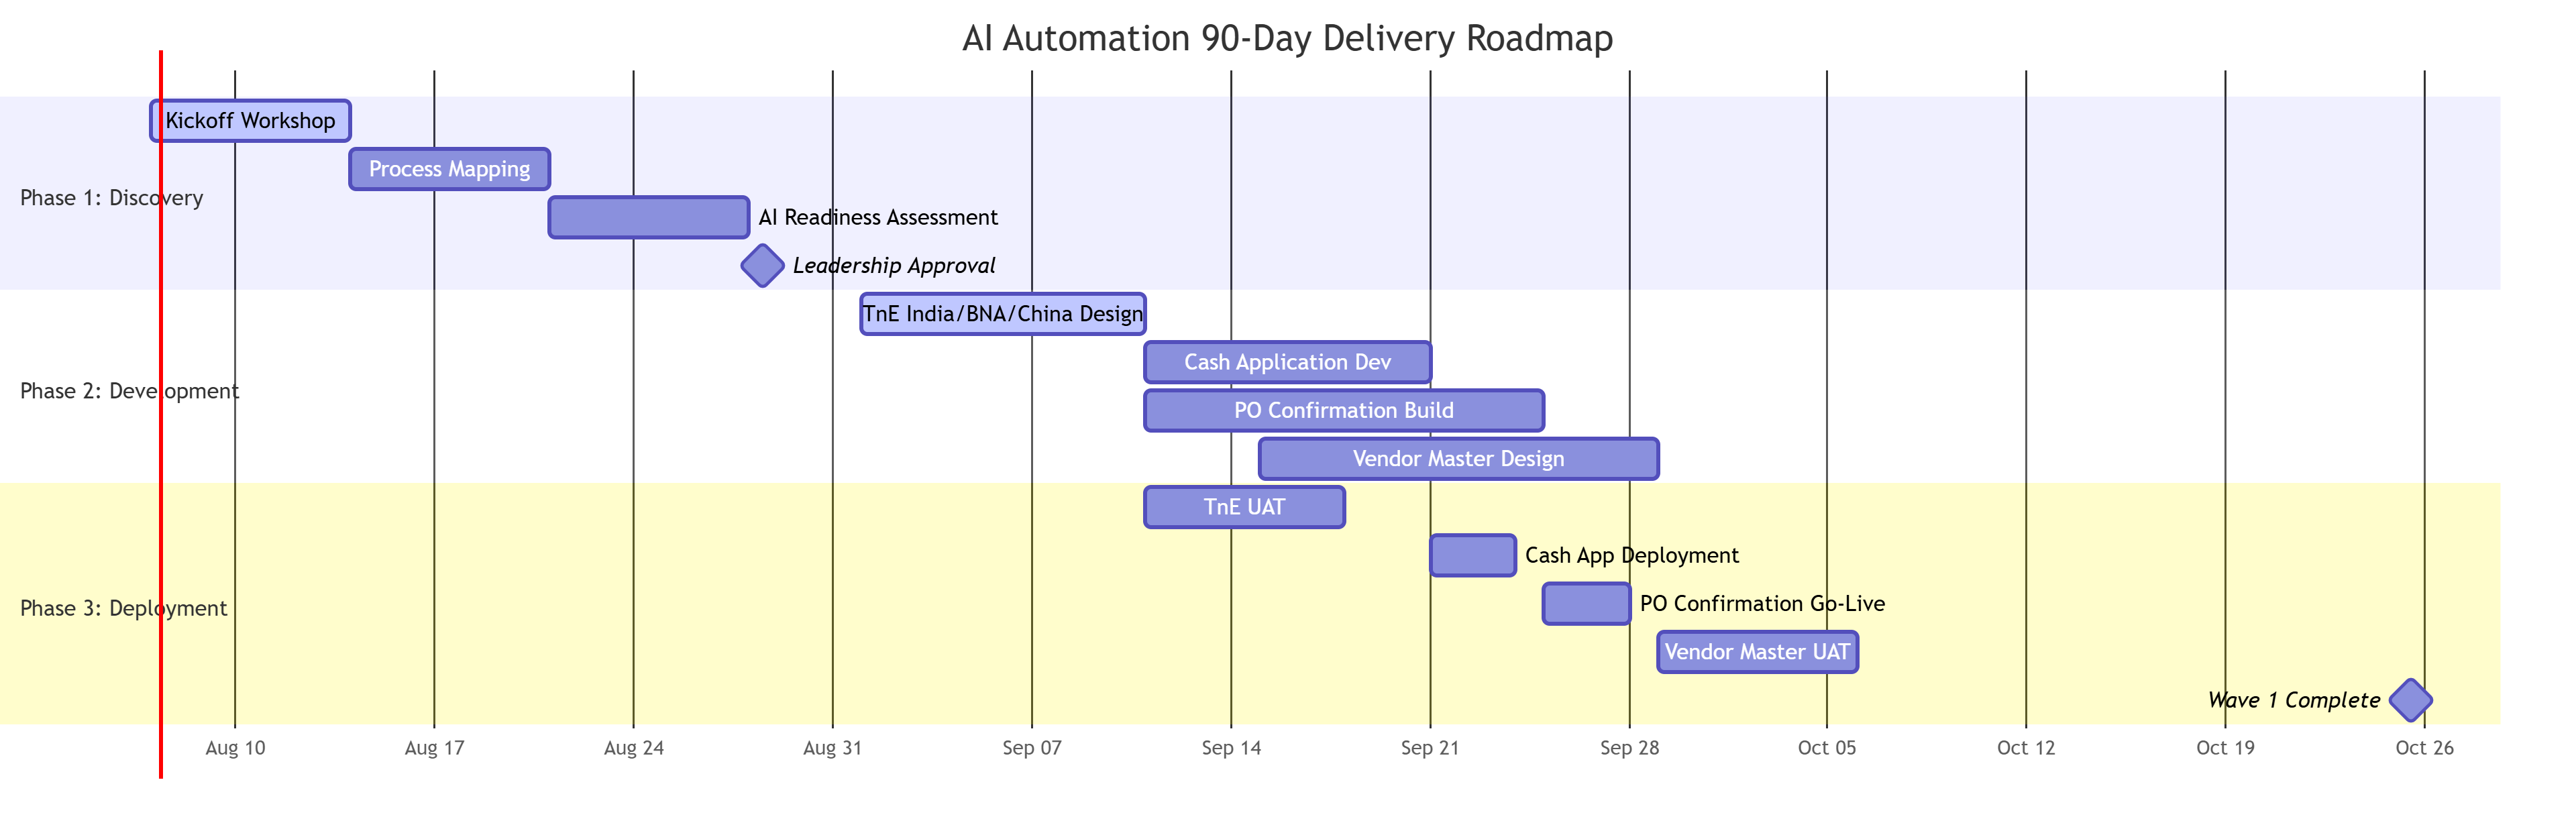 AI Automation 90-Day Delivery Roadmap
Phase 1: Discovery
Kickoff Workshop
Process Mapping
AI Readiness Assessment
Leadership Approval
Phase 2: Development
TnE India/BNA/China Design
Cash Application Dev
PO Confirmation Build
Vendor Master Design
Phase 3: Deployment
TnE UAT
Cash App Deployment
PO Confirmation Go-Live
Vendor Master UAT
Wave 1 Complete
Aug 10
Aug 17
Aug 24
Aug 31
Sep 07
Sep 14
Sep 21
Sep 28
Oct 05
Oct 12
Oct 19
Oct 26